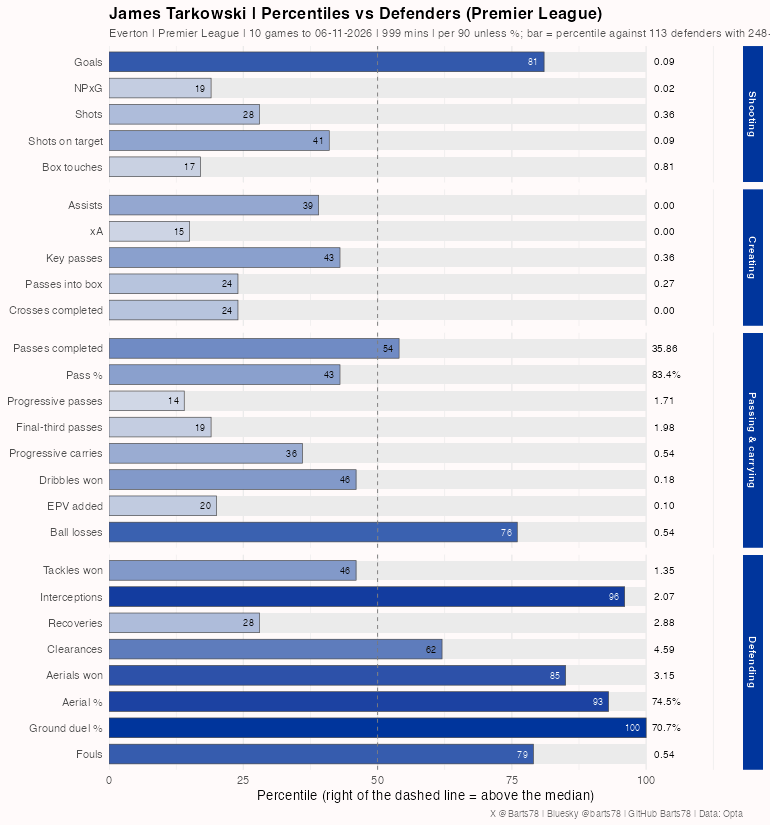 James Tarkowski | Percentiles vs Defenders (Premier League)
Everton | Premier League | 10 games to 06-11-2026 | 999 mins | per 90 unless %; bar = percentile against 113 defenders with 248-
Goals 81 0.09
NPxG 19 0.02
Shots 28 0.36
Shots on target 41 0.09
Box touches 17 0.81
Shooting
Assists 39 0.00
xA 15 0.00
Key passes 43 0.36
Passes into box 24 0.27
Crosses completed 24 0.00
Creating
Passes completed 54 35.86
Pass % 43 83.4%
Progressive passes 14 1.71
Final-third passes 19 1.98
Progressive carries 36 0.54
Dribbles won 46 0.18
EPV added 20 0.10
Ball losses 76 0.54
Passing & carrying
Tackles won 46 1.35
Interceptions 96 2.07
Recoveries 28 2.88
Clearances 62 4.59
Aerials won 85 3.15
Aerial % 93 74.5%
Ground duel % 100 70.7%
Fouls 79 0.54
Defending
0 25 50 75 100
Percentile (right of the dashed line = above the median)
X @Barts78 | Bluesky @barts78 | GitHub Barts78 | Data: Opta